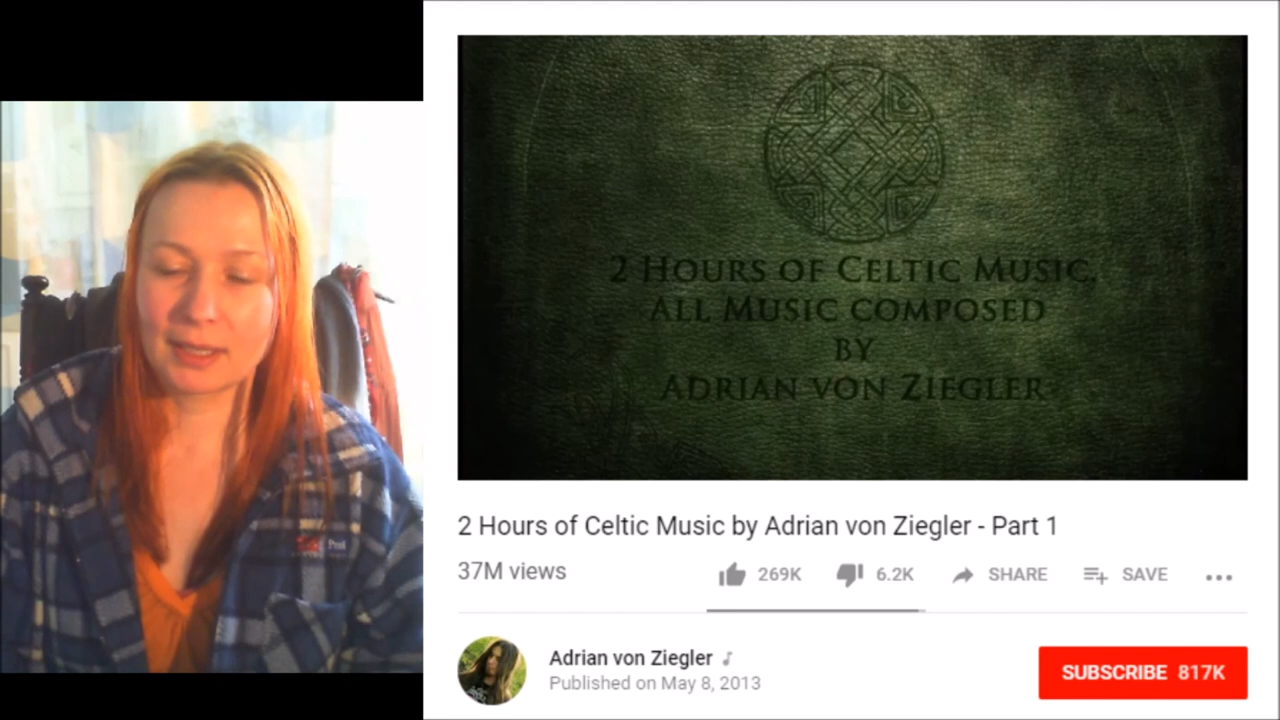 2 Hours of Celtic Music,
All Music composed
by
Adrian von Ziegler
2 Hours of Celtic Music by Adrian von Ziegler - Part 1
37M views
269K
6.2K
SHARE
SAVE
Adrian von Ziegler
Published on May 8, 2013
SUBSCRIBE 817K